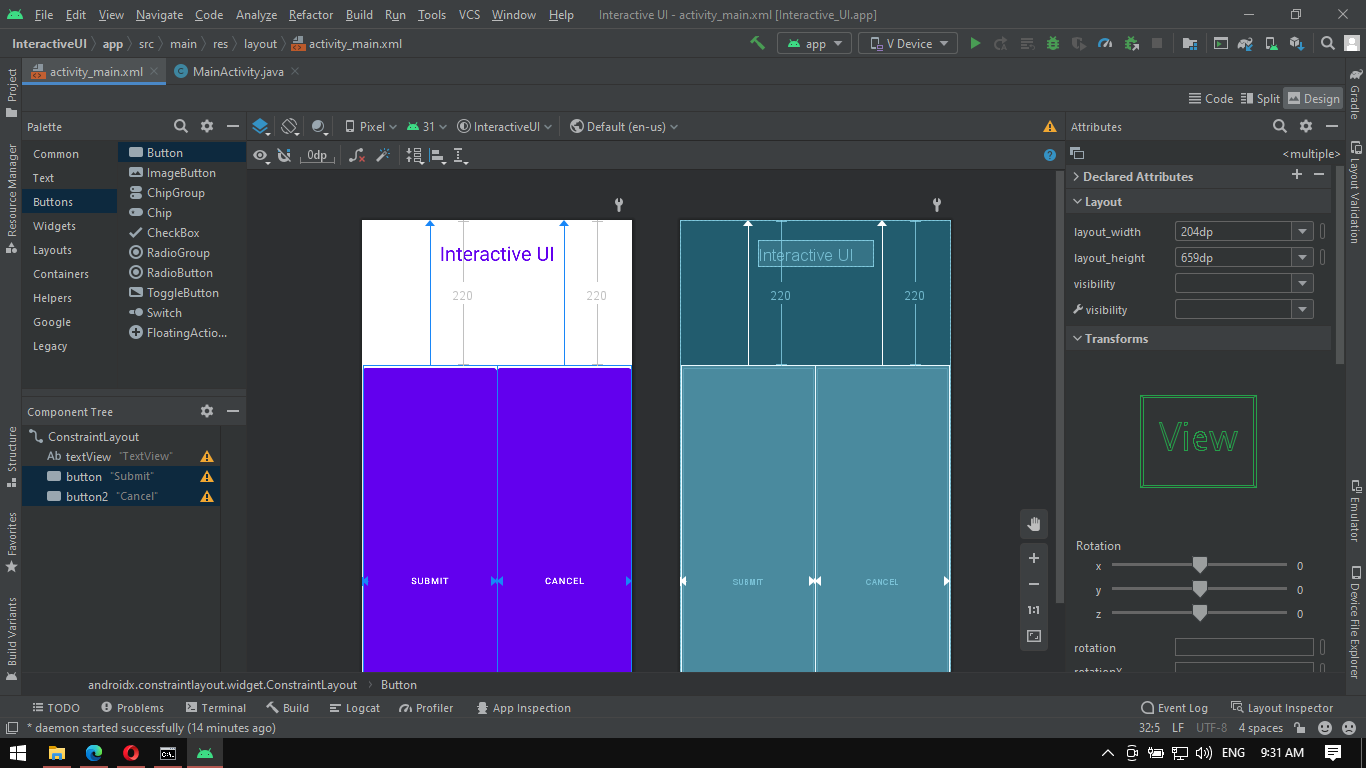 File Edit View Navigate Code Analyze Refactor Build Run Tools VCS Window Help Interactive UI - activity_main.xml [Interactive_UI.app]
InteractiveUI app src main res layout activity_main.xml app V Device
activity_main.xml MainActivity.java
Code Split Design
Palette
Pixel 31 InteractiveUI Default (en-us)
Attributes
0dp
<multiple>
Common
Text
Buttons
Widgets
Layouts
Containers
Helpers
Google
Legacy
Button
ImageButton
ChipGroup
Chip
CheckBox
RadioGroup
RadioButton
ToggleButton
Switch
FloatingActio...
Component Tree
ConstraintLayout
Ab textView "TextView"
button "Submit"
button2 "Cancel"
Interactive UI
220 220
SUBMIT CANCEL
Interactive UI
220 220
SUBMIT CANCEL
1:1
Declared Attributes
Layout
layout_width 204dp
layout_height 659dp
visibility
visibility
Transforms
View
Rotation
x 0
y 0
z 0
rotation
rotationX
Project
Resource Manager
Structure
Favorites
Build Variants
Gradle
Layout Validation
Emulator
Device File Explorer
androidx.constraintlayout.widget.ConstraintLayout Button
TODO Problems Terminal Build Logcat Profiler App Inspection Event Log Layout Inspector
* daemon started successfully (14 minutes ago) 32:5 LF UTF-8 4 spaces
ENG 9:31 AM